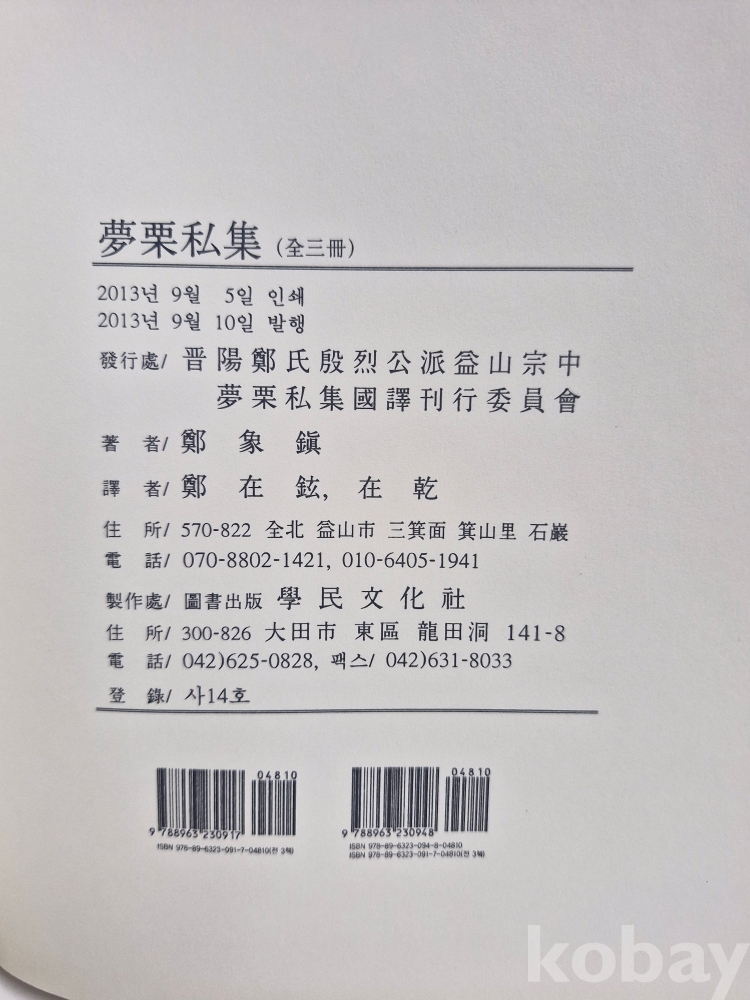 夢栗私集 (全三冊)
2013년 9월 5일 인쇄
2013년 9월 10일 발행
發行處/ 晋陽鄭氏殷烈公派益山宗中
夢栗私集國譯刊行委員會
著者/ 鄭象鎭
譯者/ 鄭在鉉, 在乾
住所/ 570-822 全北 益山市 三箕面 箕山里 石巖
電話/ 070-8802-1421, 010-6405-1941
製作處/ 圖書出版 學民文化社
住所/ 300-826 大田市 東區 龍田洞 141-8
電話/ 042)625-0828, 팩스/ 042)631-8033
登錄/ 사14호
04810
9 788963 230917
ISBN 978-89-6323-091-7-04810(전 3책)
04810
9 788963 230948
ISBN 978-89-6323-094-8-04810
ISBN 978-89-6323-091-7-04810(전 3책)
kobay